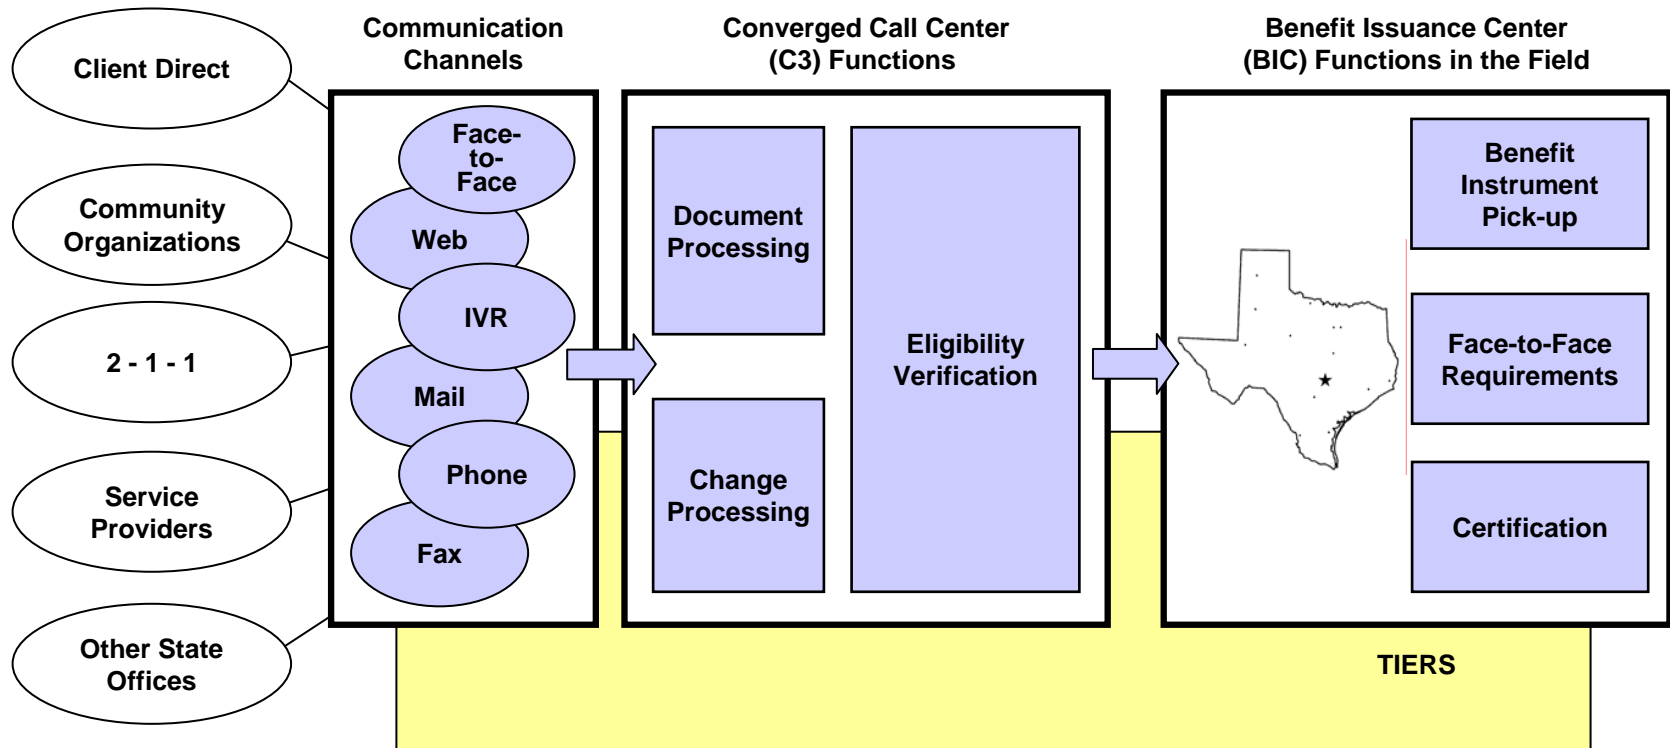 Communication
Channels
Converged Call Center
(C3) Functions
Benefit Issuance Center
(BIC) Functions in the Field
Client Direct
Community
Organizations
2 - 1 - 1
Service
Providers
Other State
Offices
Face-
to-
Face
Web
IVR
Mail
Phone
Fax
Document
Processing
Change
Processing
Eligibility
Verification
Benefit
Instrument
Pick-up
Face-to-Face
Requirements
Certification
TIERS